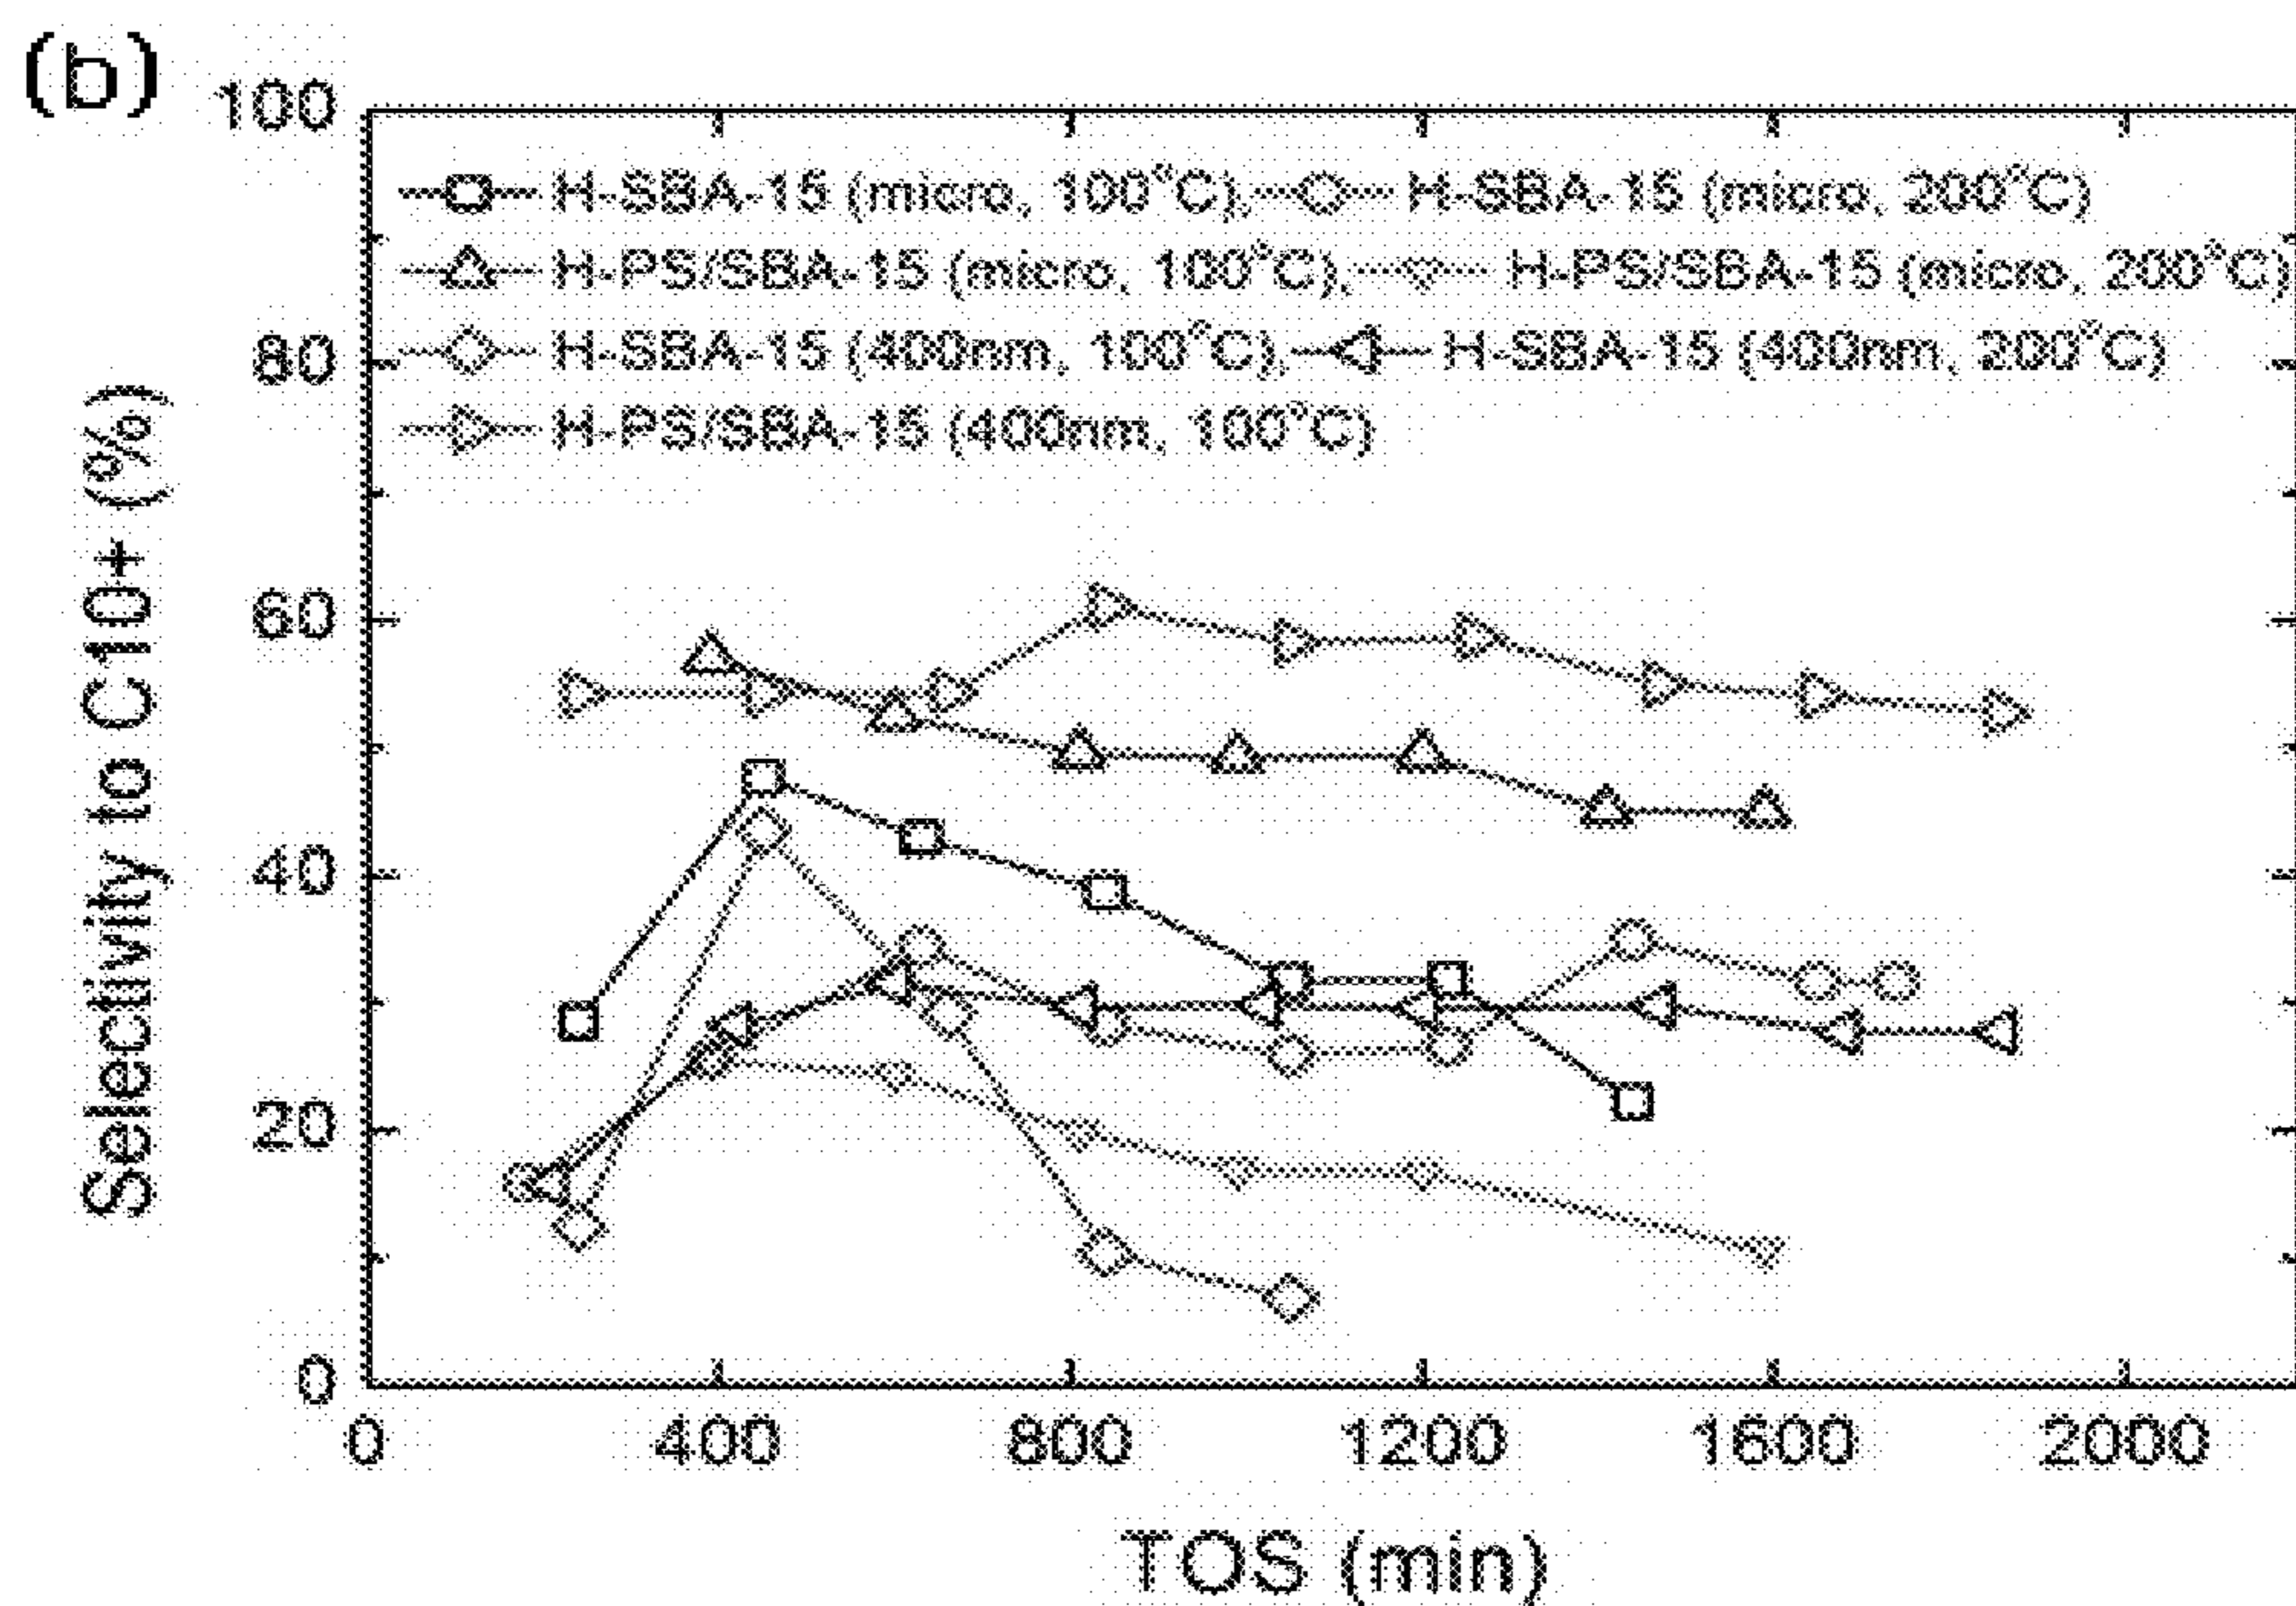 (b)
100
H-SBA-15 (micro, 100°C), H-SBA-15 (micro, 200°C)
H-PS/SBA-15 (micro, 100°C), H-PS/SBA-15 (micro, 200°C)
80
H-SBA-15 (400nm, 100°C), H-SBA-15 (400nm, 200°C)
H-PS/SBA-15 (400nm, 100°C)
Selectivity to C10+ (%)
60
40
20
0
0 400 800 1200 1600 2000
TOS (min)